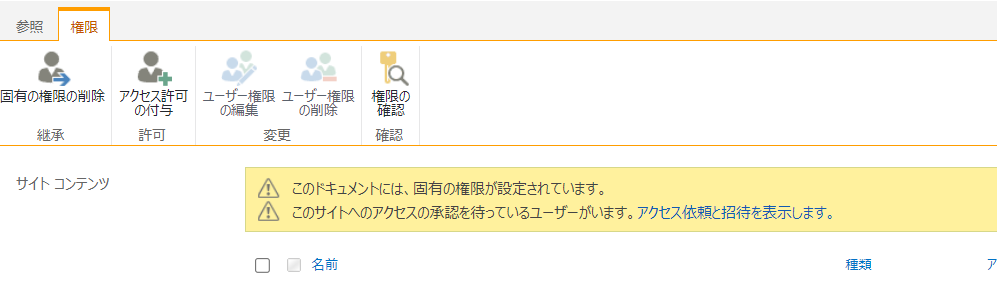 参照 権限
固有の権限の削除 アクセス許可 ユーザー権限 ユーザー権限 権限の
の付与 の編集 の削除 確認
継承 許可 変更 確認
サイト コンテンツ
このドキュメントには、固有の権限が設定されています。
このサイトへのアクセスの承認を待っているユーザーがいます。アクセス依頼と招待を表示します。
名前 種類 ア